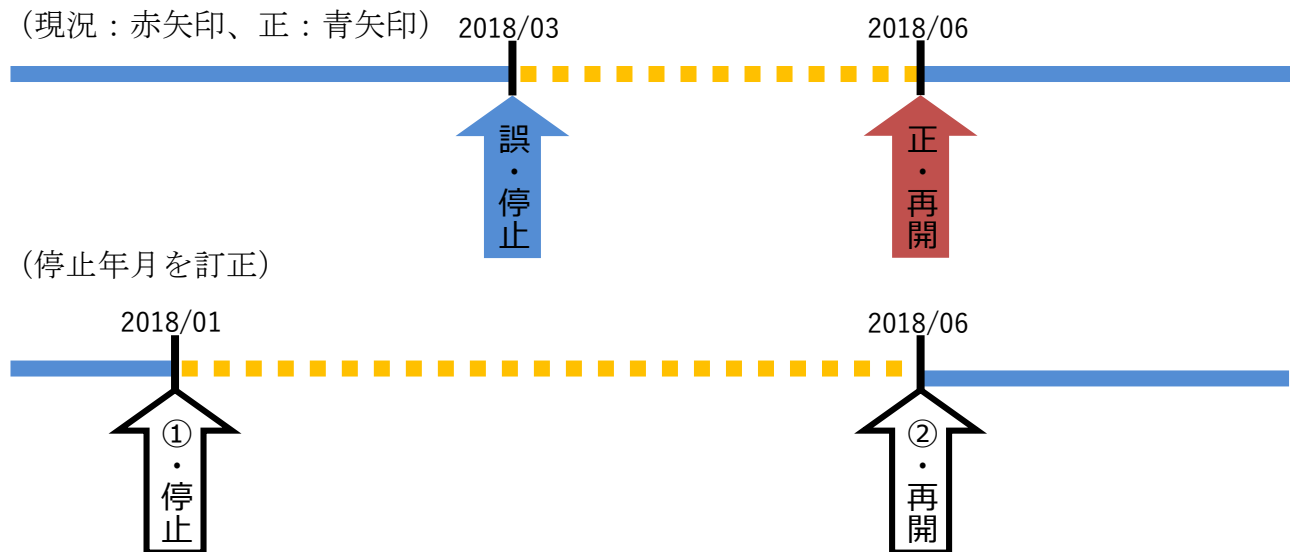 （現況：赤矢印、正：青矢印）
2018/03
2018/06
誤・停止
正・再開
（停止年月を訂正）
2018/01
2018/06
①・停止
②・再開